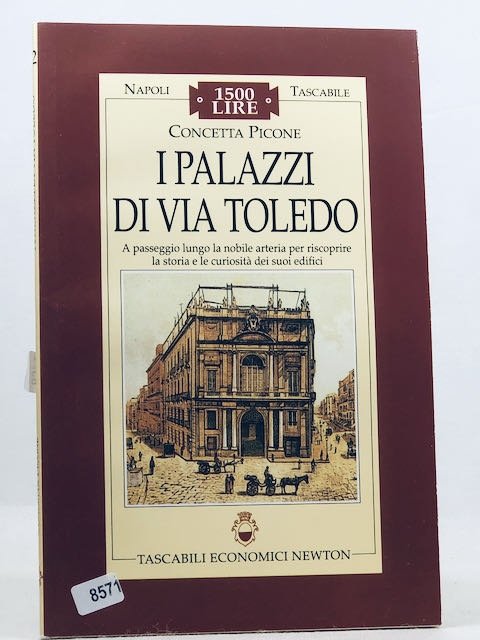 NAPOLI
1500
LIRE
TASCABILE
CONCETTA PICONE
I PALAZZI
DI VIA TOLEDO
A passeggio lungo la nobile arteria per riscoprire
la storia e le curiosità dei suoi edifici
TASCABILI ECONOMICI NEWTON
8571